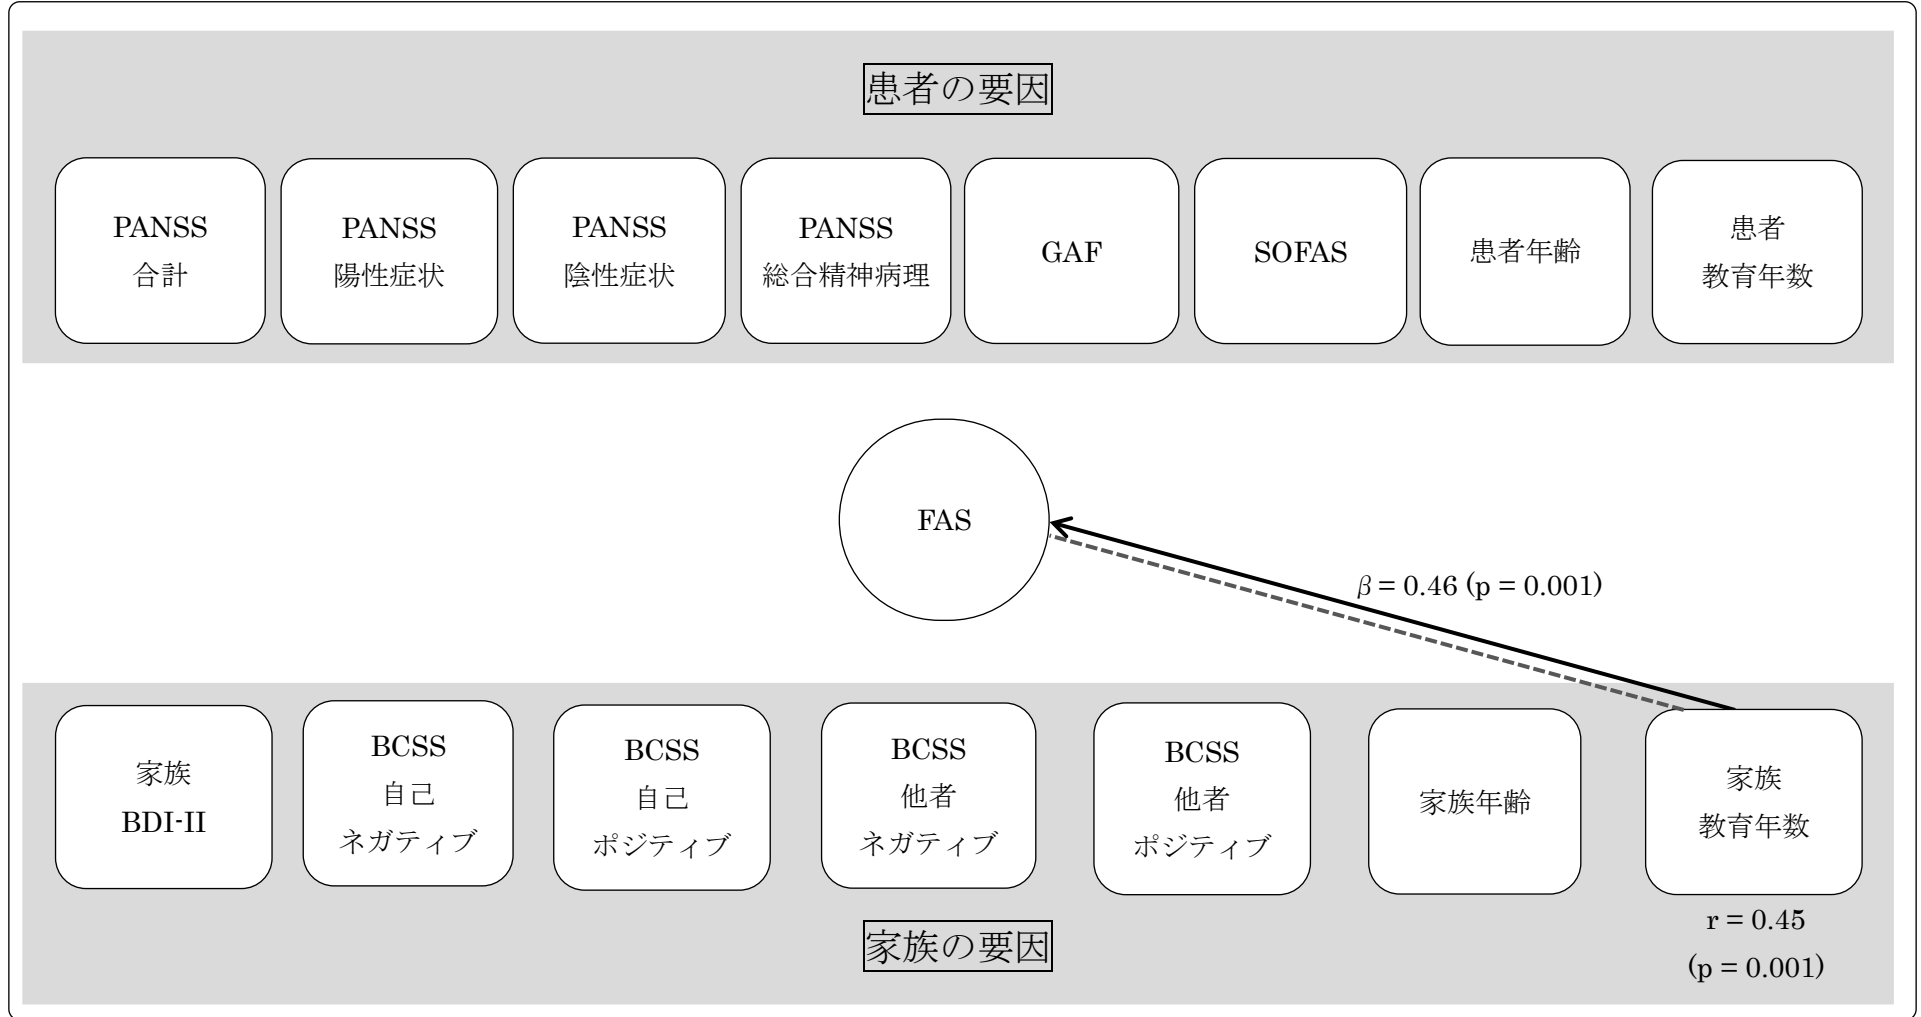 患者の要因
PANSS
合計
PANSS
陽性症状
PANSS
陰性症状
PANSS
総合精神病理
GAF
SOFAS
患者年齢
患者
教育年数
FAS
β = 0.46 (p = 0.001)
家族
BDI-II
BCSS
自己
ネガティブ
BCSS
自己
ポジティブ
BCSS
他者
ネガティブ
BCSS
他者
ポジティブ
家族年齢
家族
教育年数
r = 0.45
(p = 0.001)
家族の要因